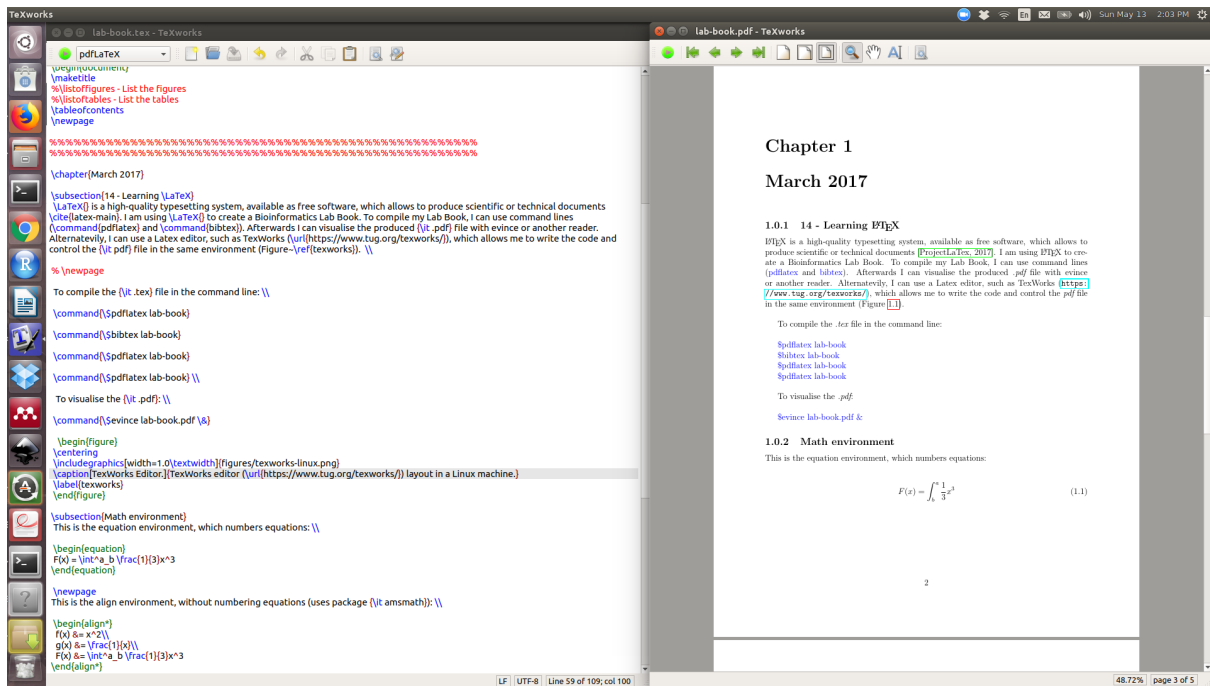 TeXworks
En
Sun May 13 2:03 PM
lab-book.tex - TeXworks
pdfLaTeX
\begin{document}
\maketitle
%\listoffigures - List the figures
%\listoftables - List the tables
\tableofcontents
\newpage
%%%%%%%%%%%%%%%%%%%%%%%%%%%%%%%%%%%%%%%%%%%%%%%%%%%%%
%%%%%%%%%%%%%%%%%%%%%%%%%%%%%%%%%%%%%%%%%%%%%%%%%%%%%
\chapter{March 2017}
\subsection{14 - Learning \LaTeX}
\LaTeX{} is a high-quality typesetting system, available as free software, which allows to produce scientific or technical documents
\cite{latex-main}. I am using \LaTeX{} to create a Bioinformatics Lab Book. To compile my Lab Book, I can use command lines
(\command{pdflatex} and \command{bibtex}). Afterwards I can visualise the produced {\it .pdf} file with evince or another reader.
Alternatevily, I can use a Latex editor, such as TexWorks (\url{https://www.tug.org/texworks/}), which allows me to write the code and
control the {\it pdf} file in the same environment (Figure~\ref{texworks}). \\
% \newpage
To compile the {\it .tex} file in the command line: \\
\command{\$pdflatex lab-book}
\command{\$bibtex lab-book}
\command{\$pdflatex lab-book}
\command{\$pdflatex lab-book} \\
To visualise the {\it .pdf}: \\
\command{\$evince lab-book.pdf \&}
\begin{figure}
\centering
\includegraphics[width=1.0\textwidth]{figures/texworks-linux.png}
\caption[TexWorks Editor.]{TexWorks editor (\url{https://www.tug.org/texworks/}) layout in a Linux machine.}
\label{texworks}
\end{figure}
\subsection{Math environment}
This is the equation environment, which numbers equations: \\
\begin{equation}
F(x) = \int^a_b \frac{1}{3}x^3
\end{equation}
\newpage
This is the align environment, without numbering equations (uses package {\it amsmath}): \\
\begin{align*}
f(x) &= x^2\\
g(x) &= \frac{1}{x}\\
F(x) &= \int^a_b \frac{1}{3}x^3
\end{align*}
LF UTF-8 Line 59 of 109; col 100
lab-book.pdf - TeXworks
Chapter 1
March 2017
1.0.1 14 - Learning LaTeX
LaTeX is a high-quality typesetting system, available as free software, which allows to
produce scientific or technical documents [ProjectLaTex, 2017]. I am using LaTeX to cre-
ate a Bioinformatics Lab Book. To compile my Lab Book, I can use command lines
(pdflatex and bibtex). Afterwards I can visualise the produced .pdf file with evince
or another reader. Alternatevily, I can use a Latex editor, such as TexWorks (https:
//www.tug.org/texworks/), which allows me to write the code and control the pdf file
in the same environment (Figure 1.1).
To compile the .tex file in the command line:
$pdflatex lab-book
$bibtex lab-book
$pdflatex lab-book
$pdflatex lab-book
To visualise the .pdf:
$evince lab-book.pdf &
1.0.2 Math environment
This is the equation environment, which numbers equations:
F(x) = ∫ᵃ_b 1/3 x³ (1.1)
2
48.72% page 3 of 5